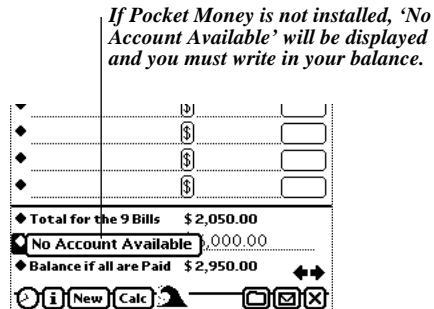 If Pocket Money is not installed, ‘No
Account Available’ will be displayed
and you must write in your balance.
$
$
$
$
Total for the 9 Bills $ 2,050.00
No Account Available ,000.00
Balance if all are Paid $ 2,950.00
i New Calc